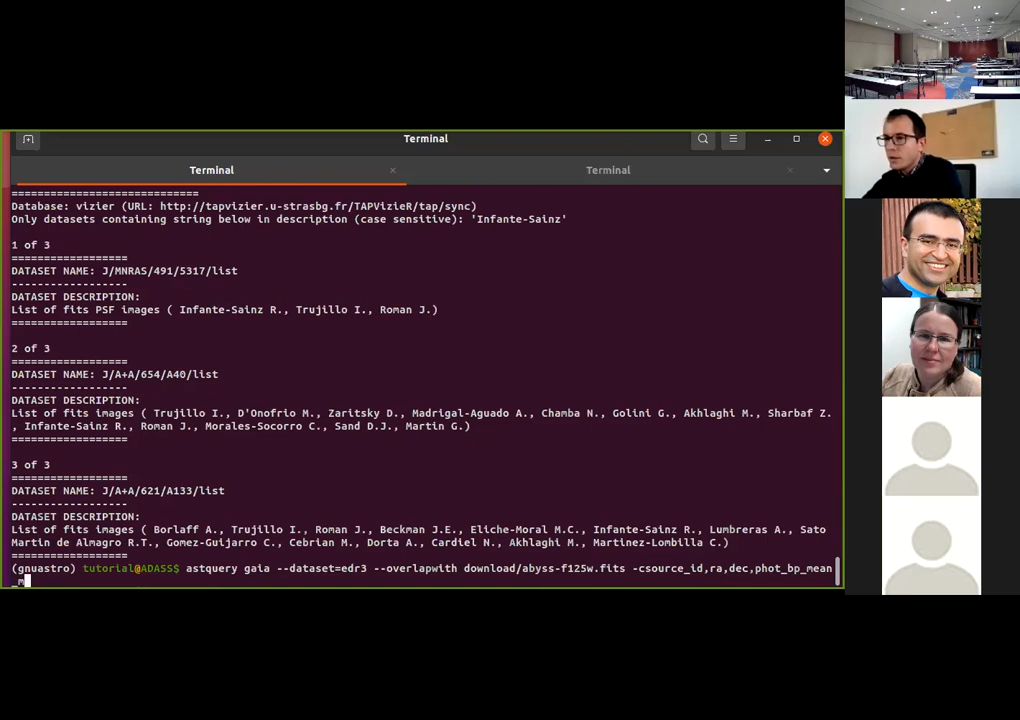 Terminal
Terminal
Terminal
============================
Database: vizier (URL: http://tapvizier.u-strasbg.fr/TAPVizieR/tap/sync)
Only datasets containing string below in description (case sensitive): 'Infante-Sainz'
1 of 3
==================
DATASET NAME: J/MNRAS/491/5317/list
------------------
DATASET DESCRIPTION:
List of fits PSF images ( Infante-Sainz R., Trujillo I., Roman J.)
==================
2 of 3
==================
DATASET NAME: J/A+A/654/A40/list
------------------
DATASET DESCRIPTION:
List of fits images ( Trujillo I., D'Onofrio M., Zaritsky D., Madrigal-Aguado A., Chamba N., Golini G., Akhlaghi M., Sharbaf Z.
, Infante-Sainz R., Roman J., Morales-Socorro C., Sand D.J., Martin G.)
==================
3 of 3
==================
DATASET NAME: J/A+A/621/A133/list
------------------
DATASET DESCRIPTION:
List of fits images ( Borlaff A., Trujillo I., Roman J., Beckman J.E., Eliche-Moral M.C., Infante-Sainz R., Lumbreras A., Sato
Martin de Almagro R.T., Gomez-Guijarro C., Cebrian M., Dorta A., Cardiel N., Akhlaghi M., Martinez-Lombilla C.)
==================
(gnuastro) tutorial@ADASS$ astquery gaia --dataset=edr3 --overlapwith download/abyss-f125w.fits -csource_id,ra,dec,phot_bp_mean
_m